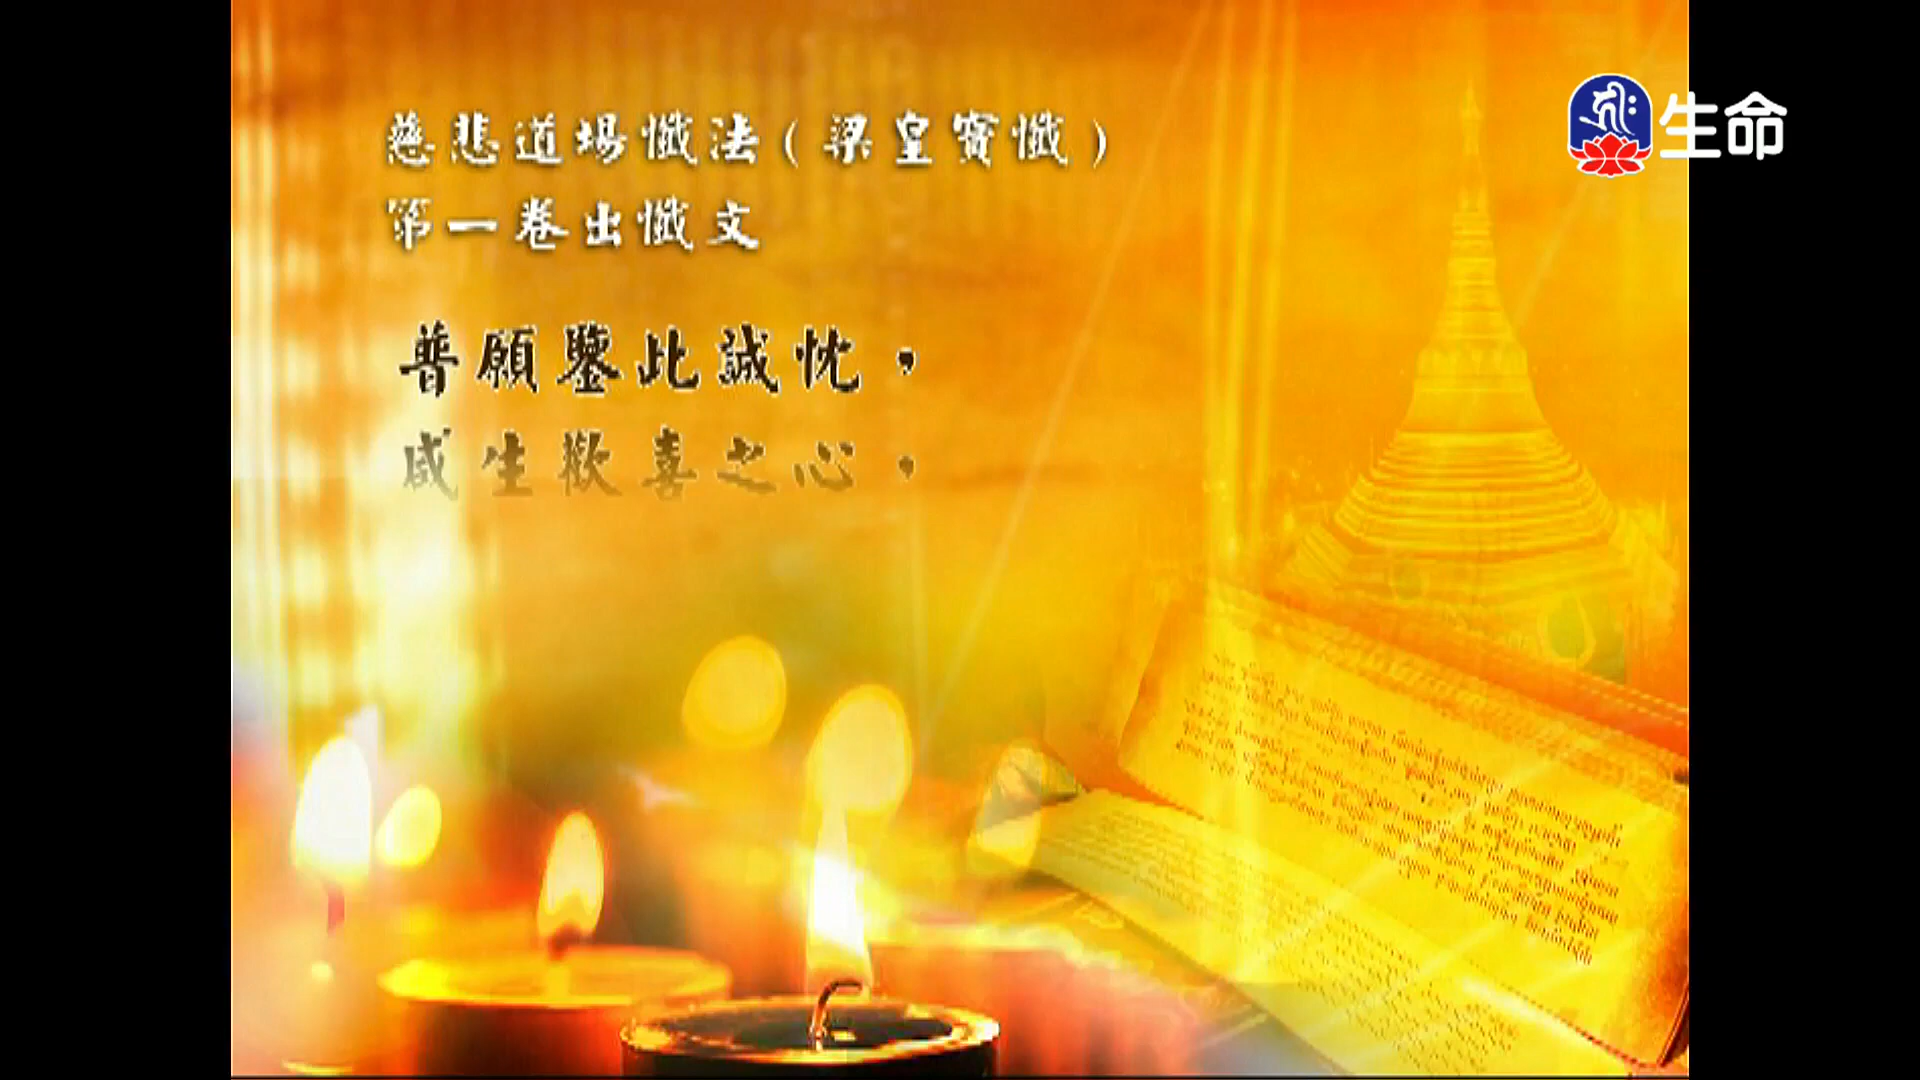 慈悲道場懺法(梁皇寶懺)
第一卷出懺文
普願鑒此誠忱,
咸生歡喜之心.
生命